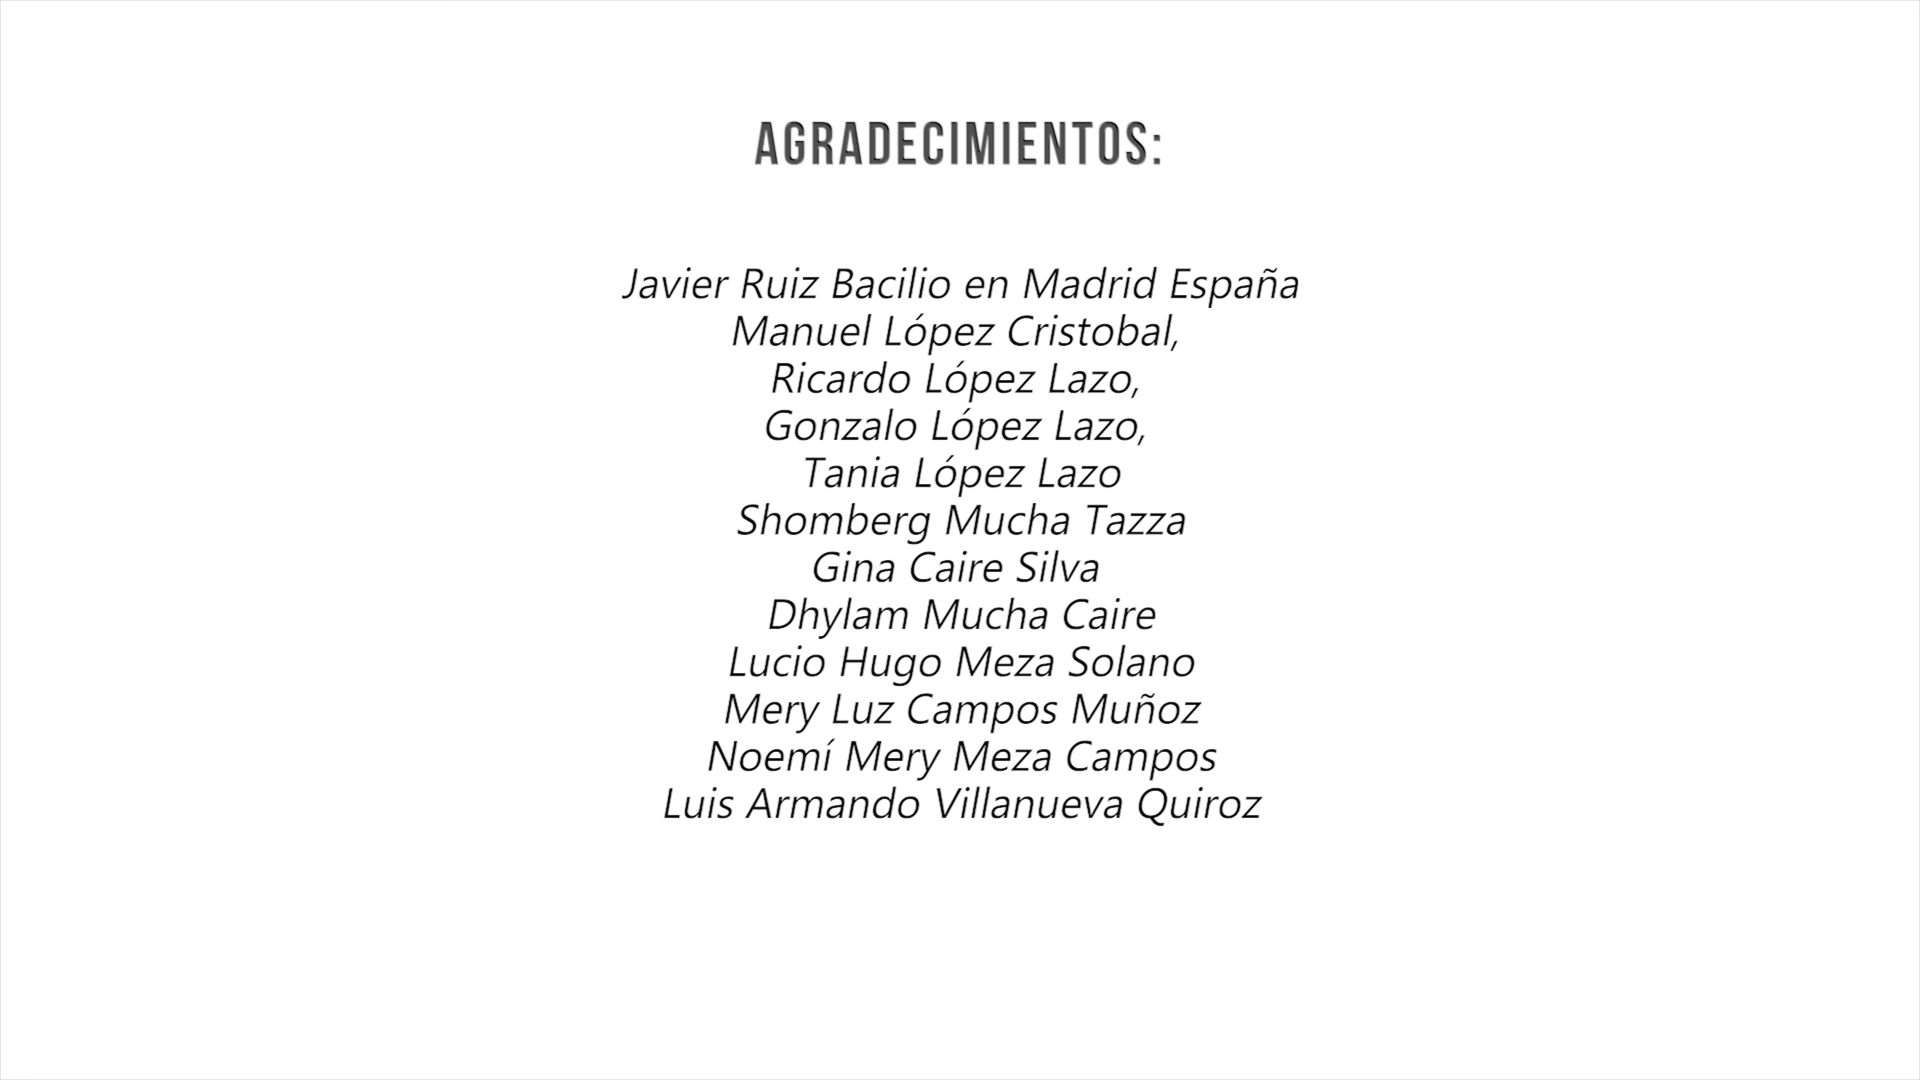 AGRADECIMIENTOS:
Javier Ruiz Bacilio en Madrid España
Manuel López Cristobal,
Ricardo López Lazo,
Gonzalo López Lazo,
Tania López Lazo
Shomberg Mucha Tazza
Gina Caire Silva
Dhylam Mucha Caire
Lucio Hugo Meza Solano
Mery Luz Campos Muñoz
Noemí Mery Meza Campos
Luis Armando Villanueva Quiroz